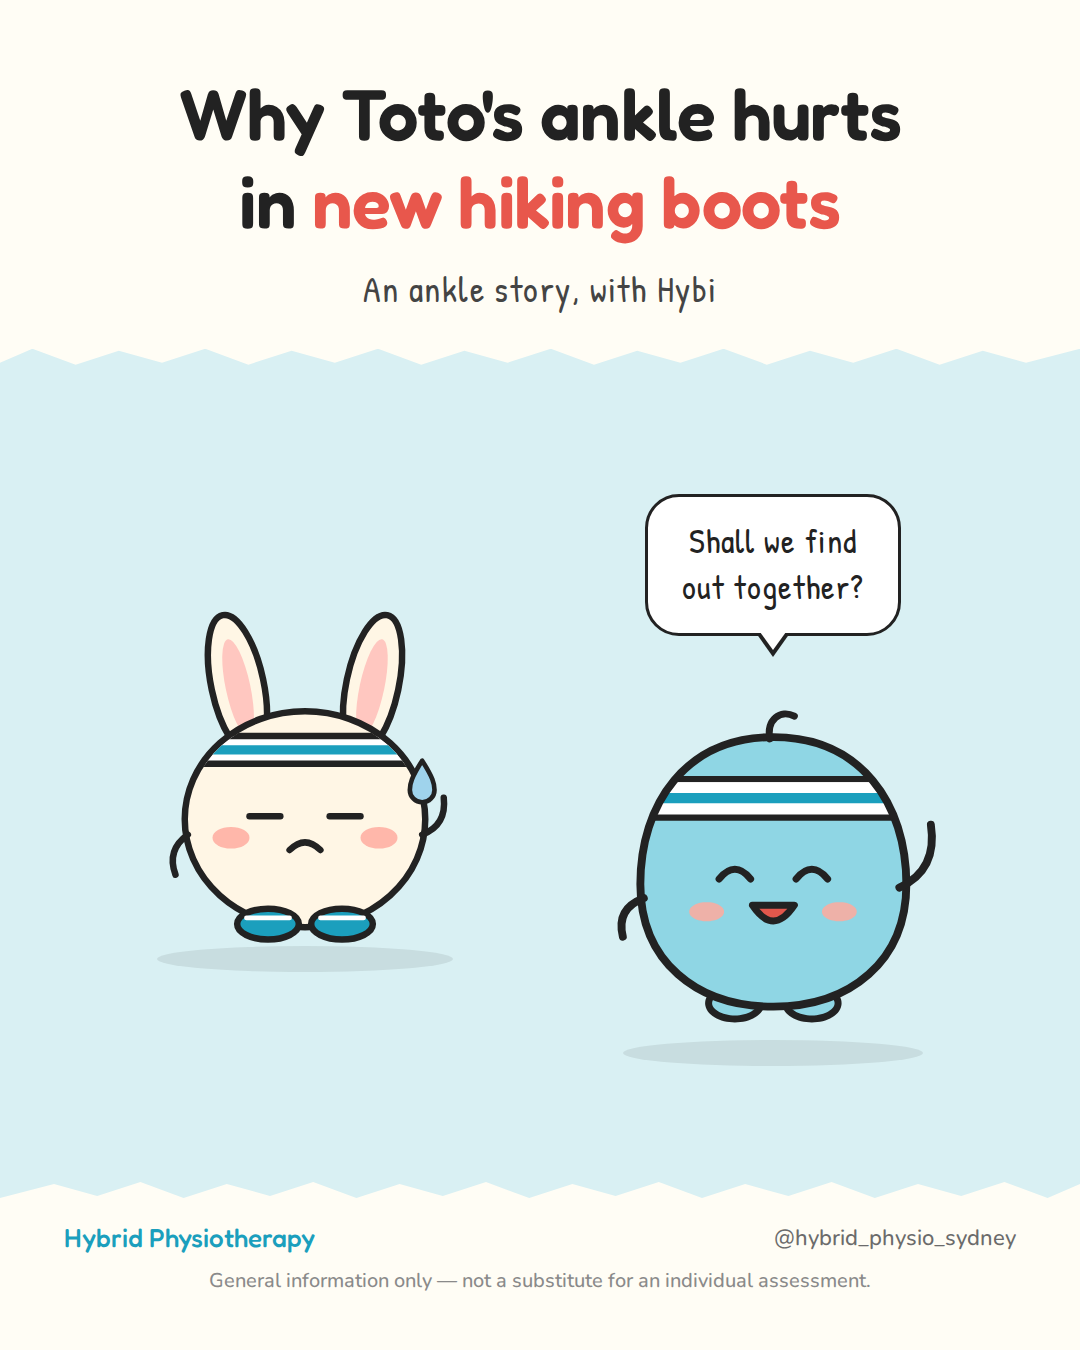 Why Toto's ankle hurts
in new hiking boots
An ankle story, with Hybi
Shall we find
out together?
Hybrid Physiotherapy
@hybrid_physio_sydney
General information only — not a substitute for an individual assessment.